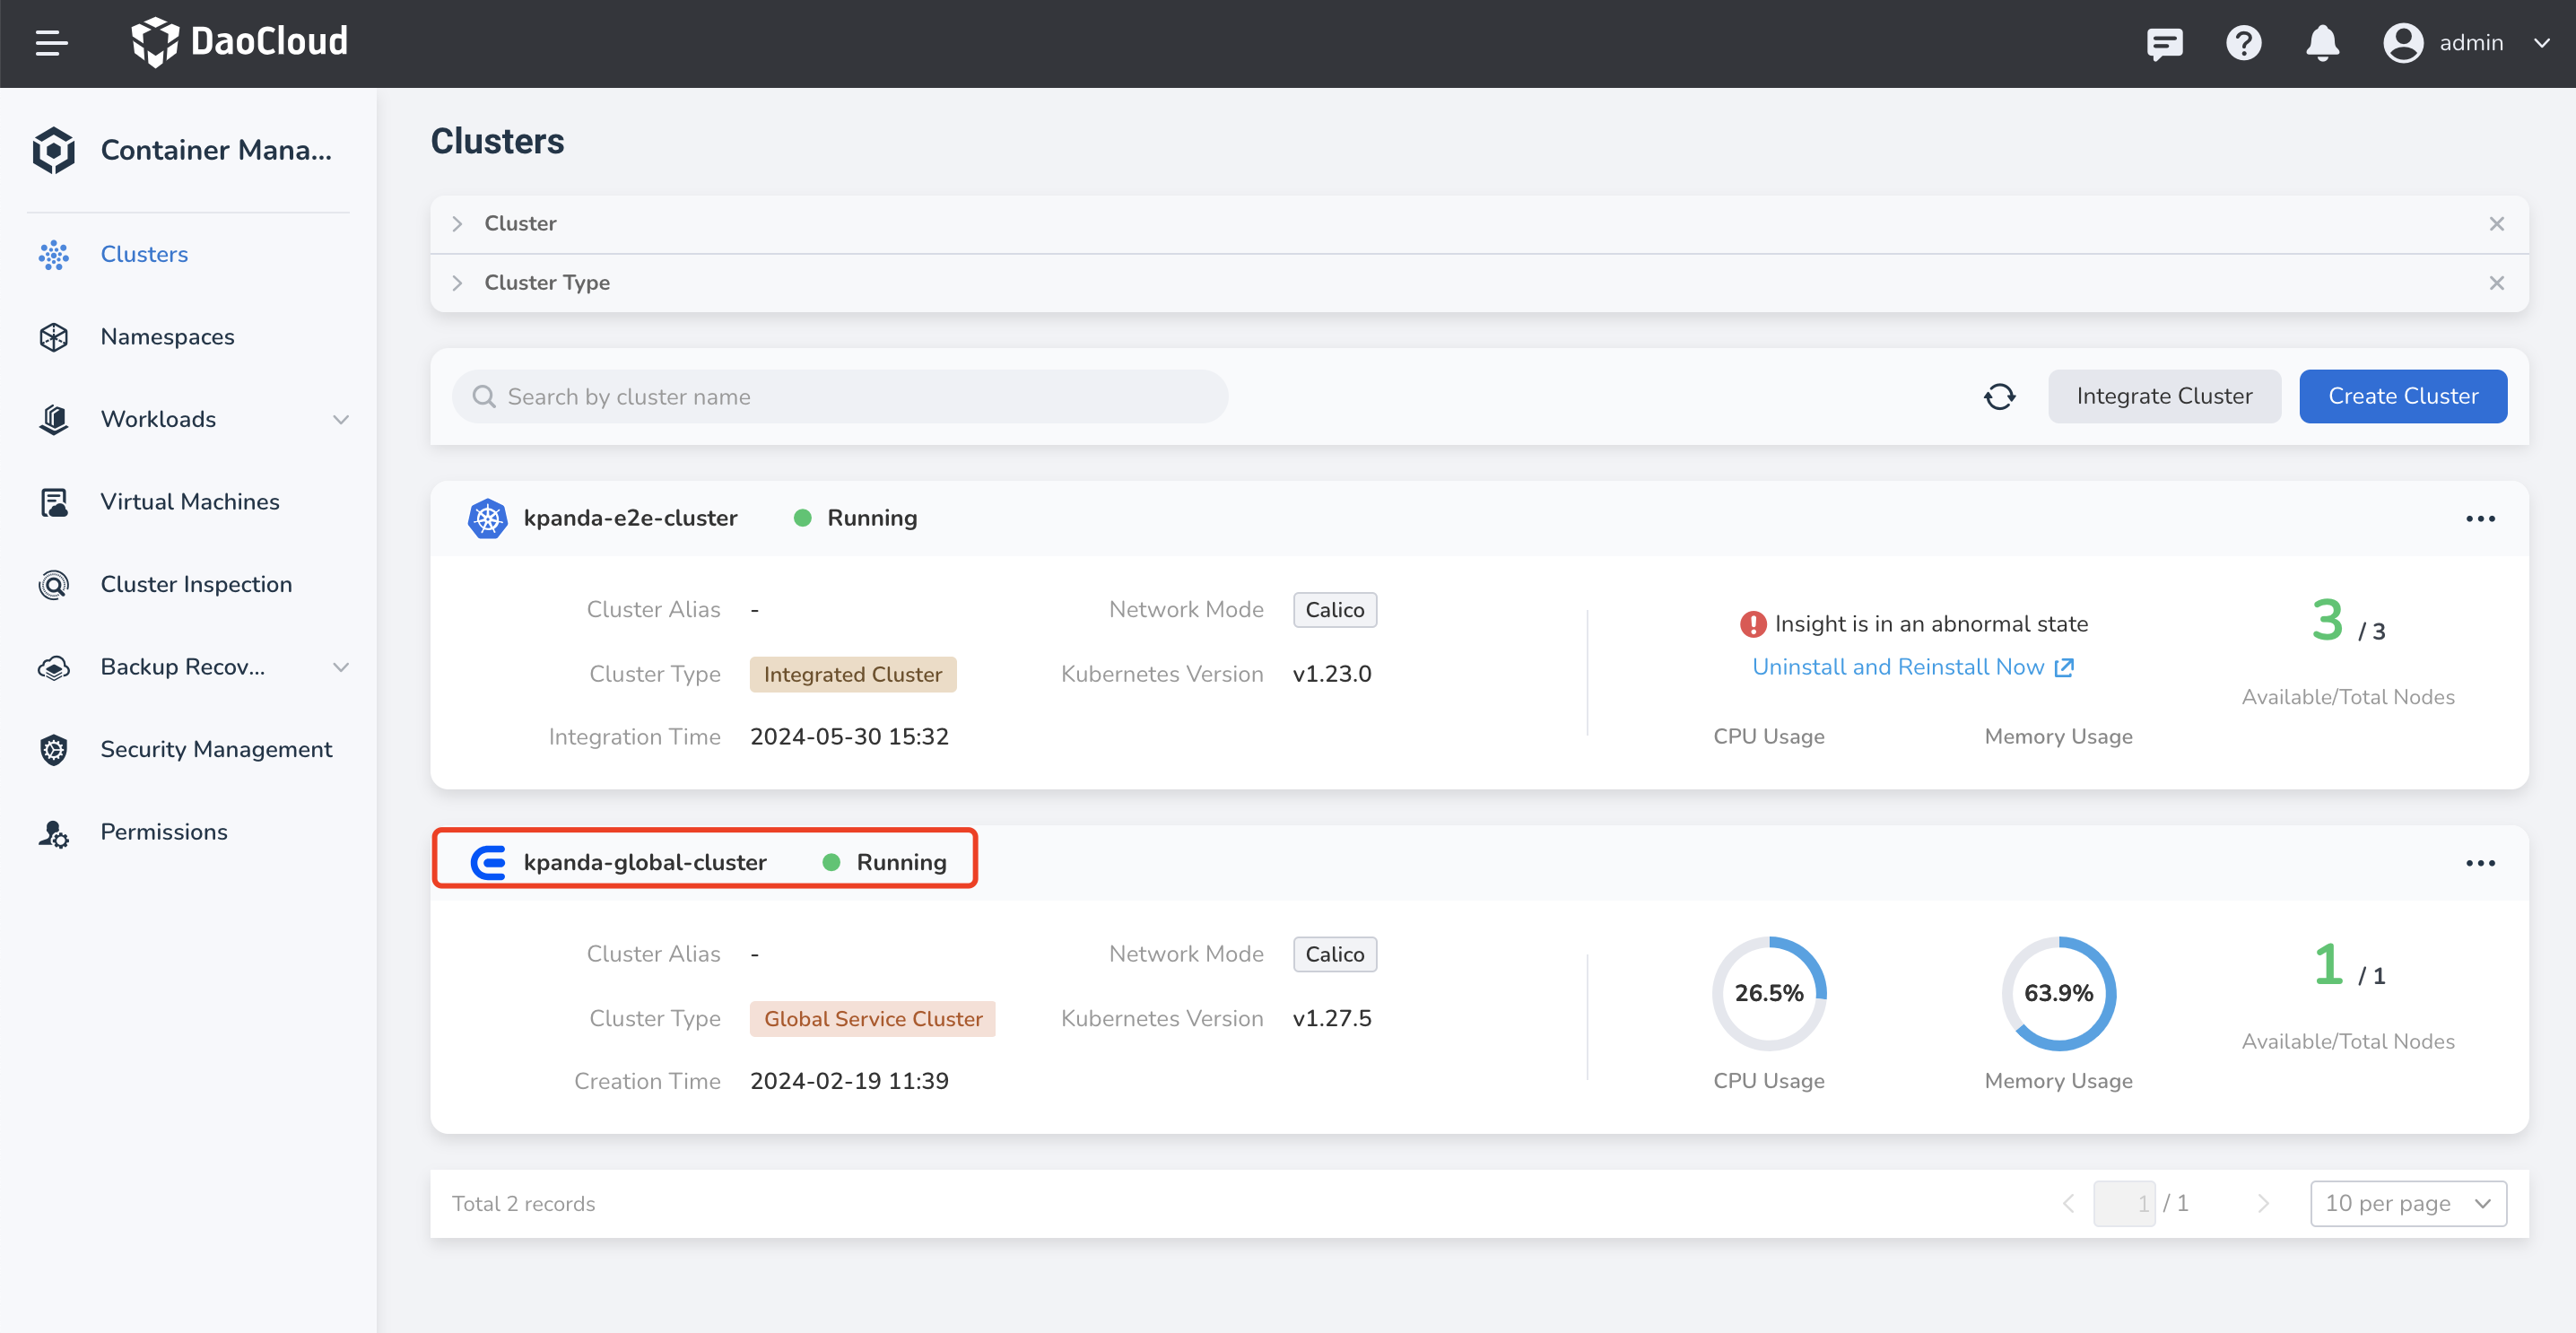 DaoCloud
admin
Container Mana...
Clusters
Namespaces
Workloads
Virtual Machines
Cluster Inspection
Backup Recov...
Security Management
Permissions
Clusters
Cluster
Cluster Type
Search by cluster name
Integrate Cluster
Create Cluster
kpanda-e2e-cluster Running
Cluster Alias -
Network Mode Calico
Cluster Type Integrated Cluster
Kubernetes Version v1.23.0
Integration Time 2024-05-30 15:32
Insight is in an abnormal state
Uninstall and Reinstall Now
CPU Usage
Memory Usage
3 / 3
Available/Total Nodes
kpanda-global-cluster Running
Cluster Alias -
Network Mode Calico
Cluster Type Global Service Cluster
Kubernetes Version v1.27.5
Creation Time 2024-02-19 11:39
26.5%
CPU Usage
63.9%
Memory Usage
1 / 1
Available/Total Nodes
Total 2 records
1 / 1
10 per page